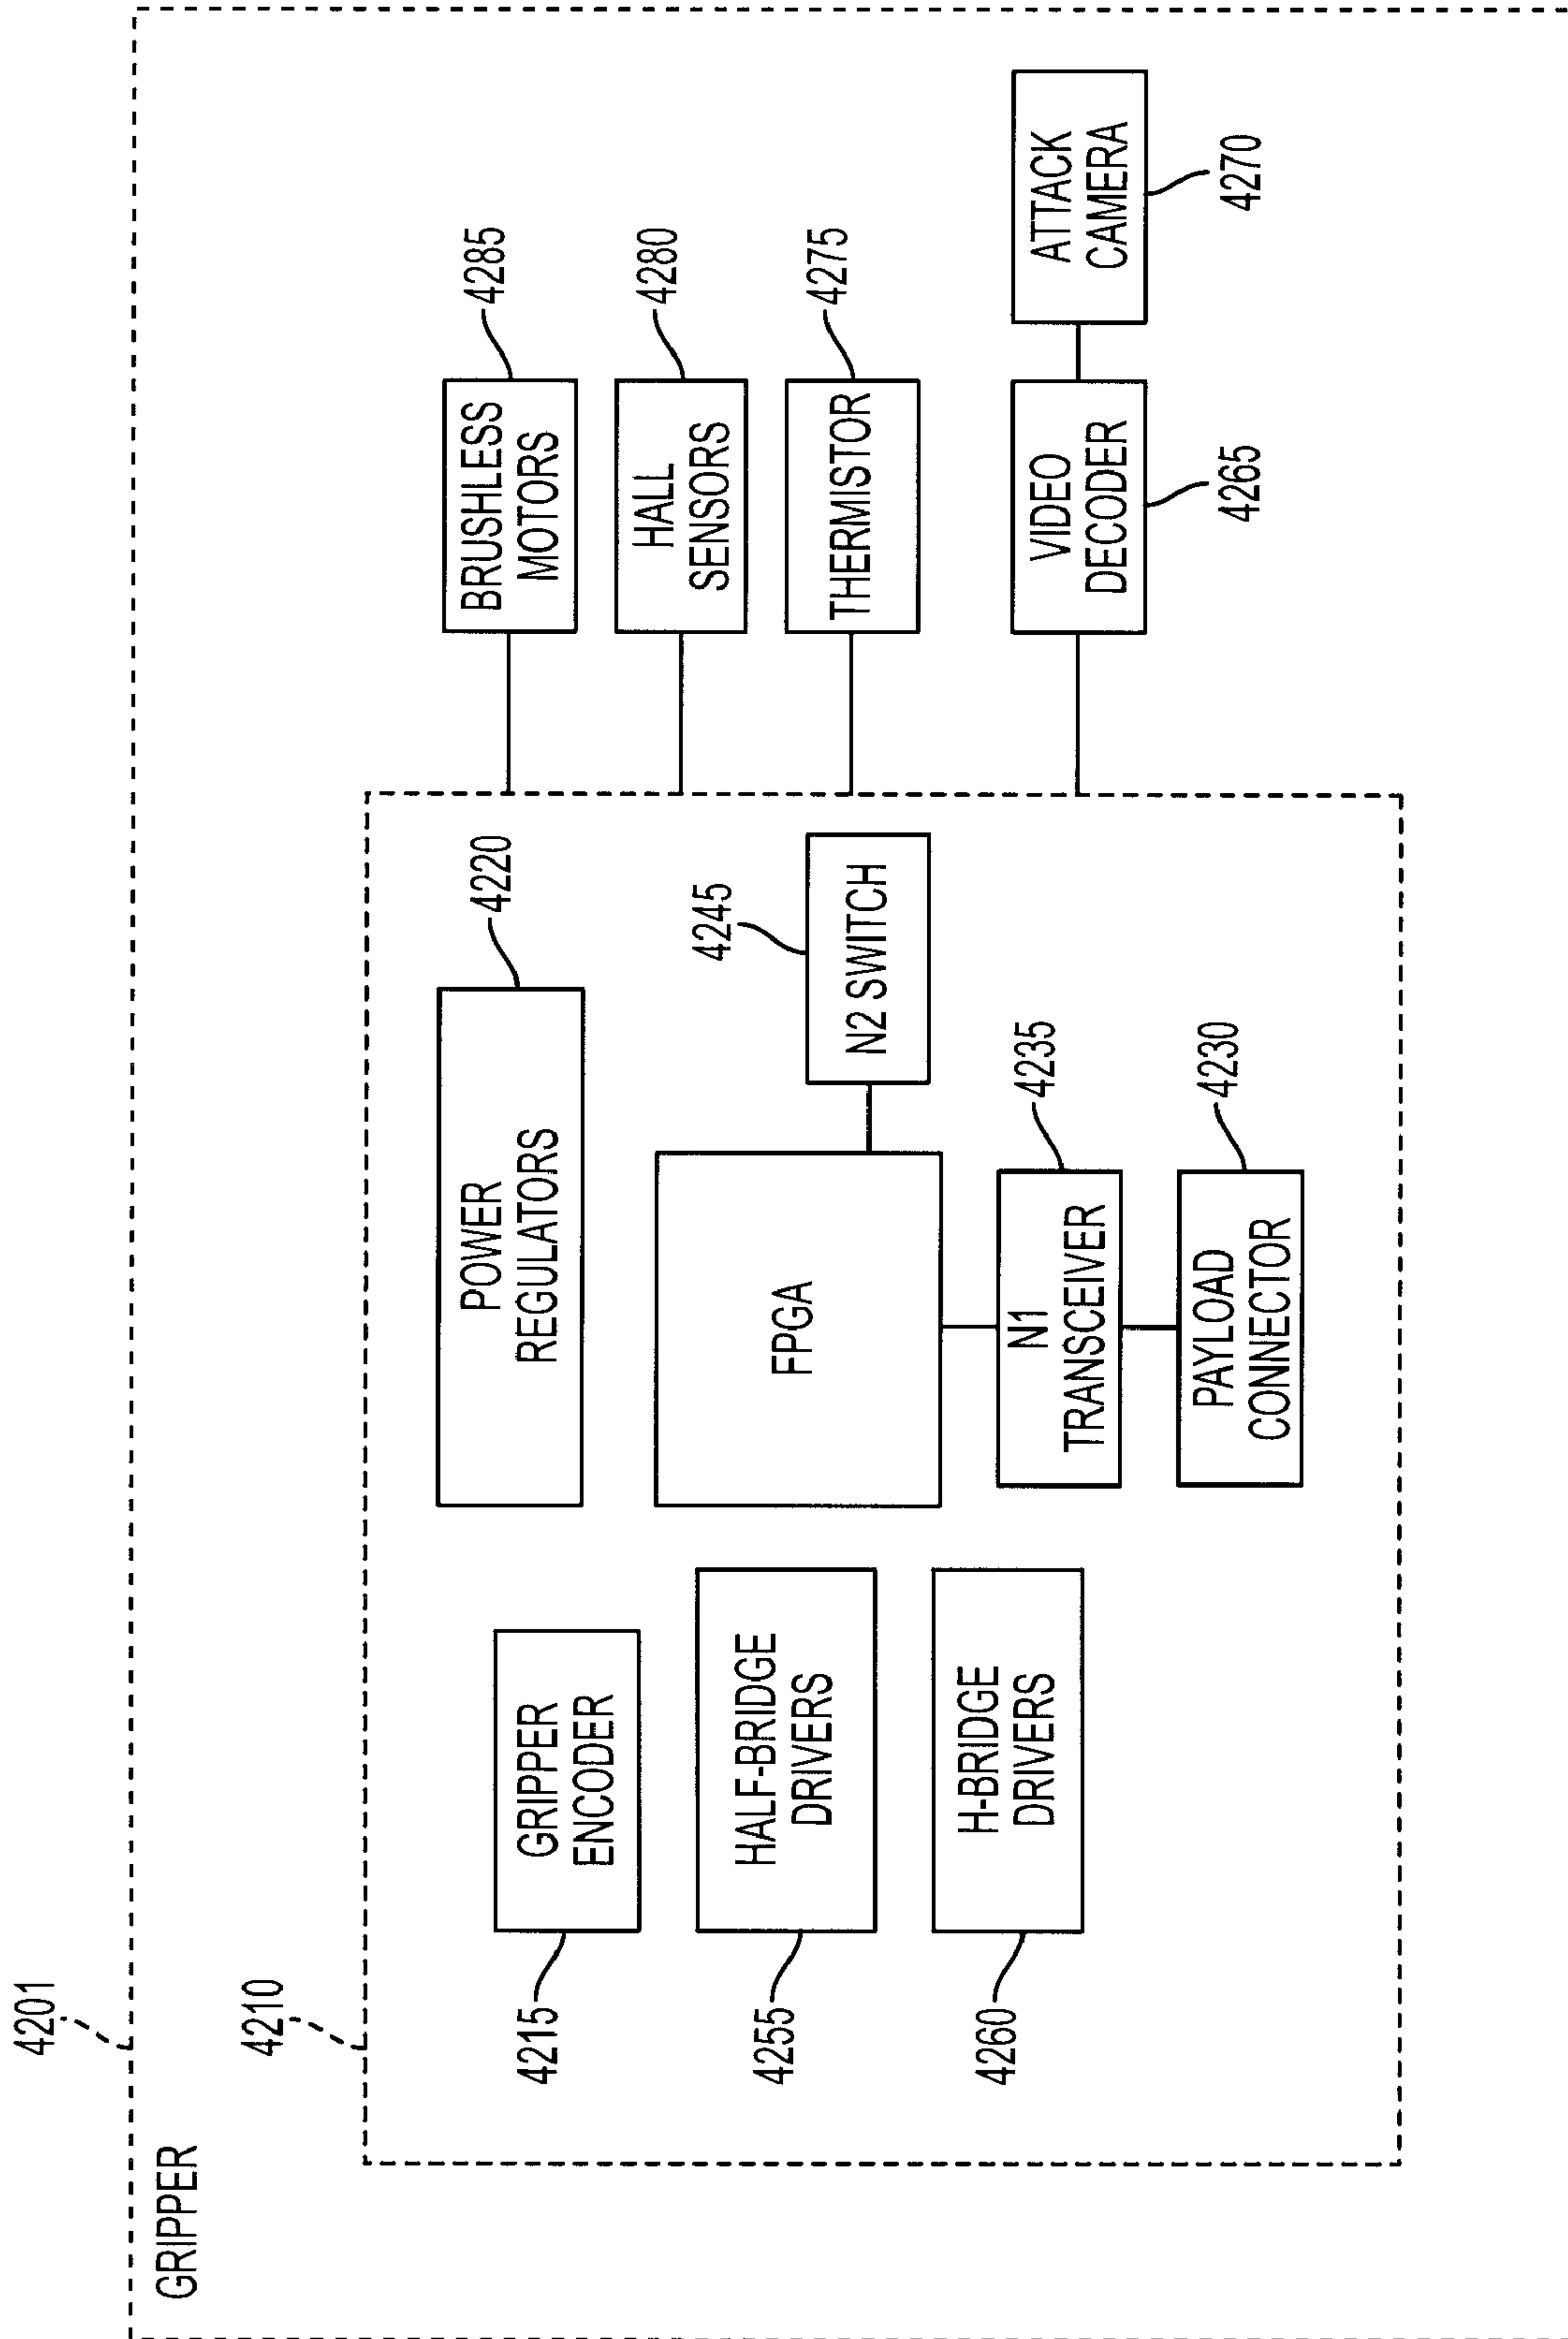 4201
GRIPPER
4210
4215
GRIPPER
ENCODER
POWER
REGULATORS
4220
BRUSHLESS
MOTORS
4285
4255
HALF-BRIDGE
DRIVERS
FPGA
4245
N2 SWITCH
HALL
SENSORS
4280
THERMISTOR
4275
4260
H-BRIDGE
DRIVERS
N1
TRANSCEIVER
4235
PAYLOAD
CONNECTOR
4230
VIDEO
DECODER
4265
ATTACK
CAMERA
4270